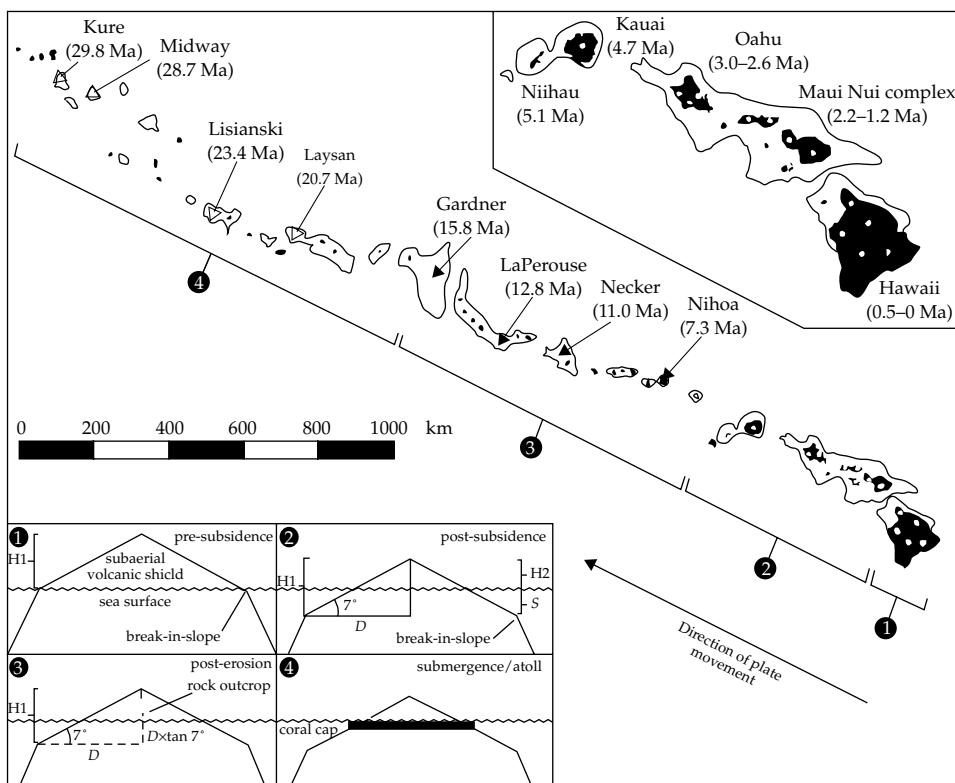 Kure
(29.8 Ma)
Midway
(28.7 Ma)
Lisianski
(23.4 Ma)
Laysan
(20.7 Ma)
Gardner
(15.8 Ma)
LaPerouse
(12.8 Ma)
Necker
(11.0 Ma)
Nihoa
(7.3 Ma)
Kauai
(4.7 Ma)
Niihau
(5.1 Ma)
Oahu
(3.0–2.6 Ma)
Maui Nui complex
(2.2–1.2 Ma)
Hawaii
(0.5–0 Ma)
4
3
2
1
0 200 400 600 800 1000 km
Direction of plate
movement
1
pre-subsidence
H1
subaerial
volcanic shicld
sea surface
break-in-slope
2
post-subsidence
H1
H2
S
7°
D
break-in-slope
3
post-erosion
rock outcrop
H1
7°
D×tan 7°
D
4
submergence/atoll
coral cap